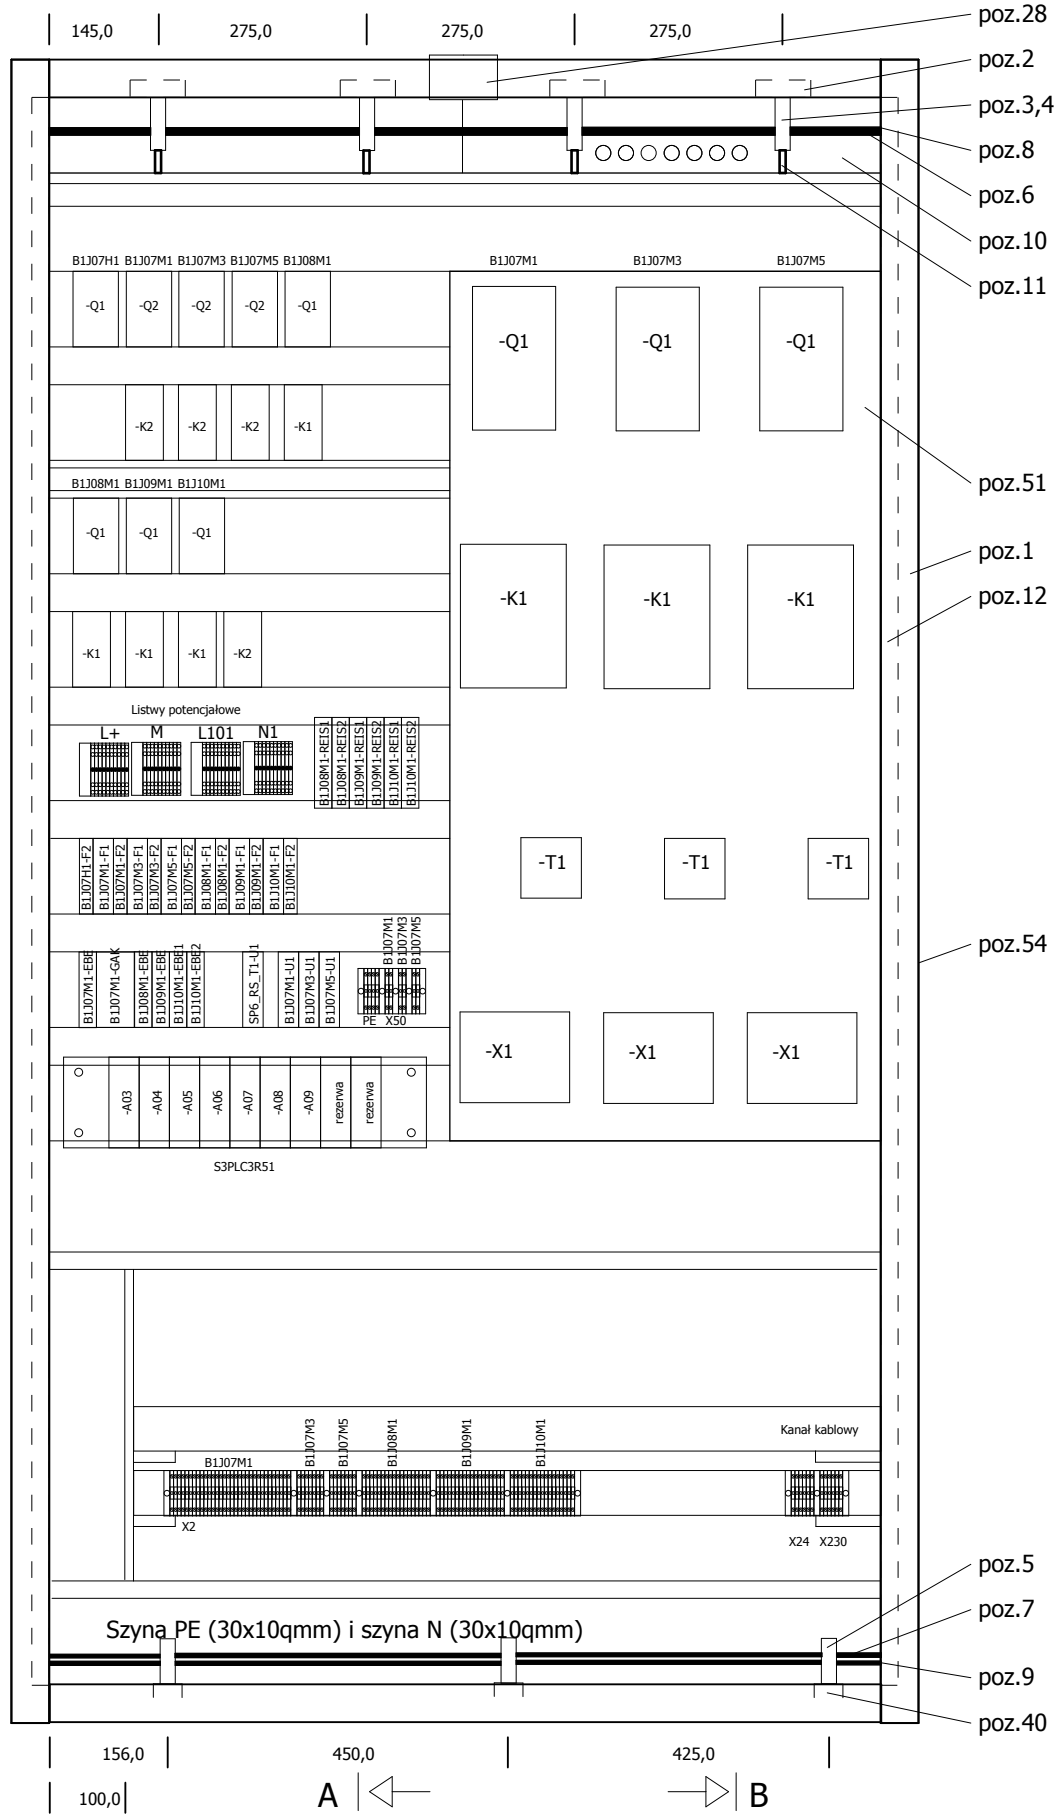 145,0
275,0
275,0
275,0
poz.28
poz.2
poz.3,4
poz.8
poz.6
poz.10
poz.11
B1J07H1 B1J07M1 B1J07M3 B1J07M5 B1J08M1
B1J07M1
B1J07M3
B1J07M5
-Q1
-Q2
-Q2
-Q2
-Q1
-Q1
-Q1
-Q1
-K2
-K2
-K2
-K1
poz.51
B1J08M1 B1J09M1 B1J10M1
-Q1
-Q1
-Q1
poz.1
poz.12
-K1
-K1
-K1
-K1
-K1
-K1
-K2
Listwy potencjałowe
L+
M
L101
N1
B1J08M1-REIS1
B1J08M1-REIS2
B1J09M1-REIS1
B1J09M1-REIS2
B1J10M1-REIS1
B1J10M1-REIS2
B1J07H1-F2
B1J07M1-F1
B1J07M1-F2
B1J07M3-F1
B1J07M3-F2
B1J07M5-F1
B1J07M5-F2
B1J08M1-F1
B1J08M1-F2
B1J09M1-F1
B1J09M1-F2
B1J10M1-F1
B1J10M1-F2
-T1
-T1
-T1
poz.54
B1J07M1-EBE
B1J07M1-GAK
B1J08M1-EBE
B1J09M1-EBE
B1J10M1-EBE1
B1J10M1-EBE2
SP6_RS_T1-U1
B1J07M1-U1
B1J07M3-U1
B1J07M5-U1
B1J07M1
B1J07M3
B1J07M5
PE X50
-X1
-X1
-X1
-A03
-A04
-A05
-A06
-A07
-A08
-A09
rezerwa
rezerwa
S3PLC3R51
Kanał kablowy
B1J07M1
B1J07M3
B1J07M5
B1J08M1
B1J09M1
B1J10M1
X2
X24 X230
poz.5
poz.7
Szyna PE (30x10qmm) i szyna N (30x10qmm)
poz.9
poz.40
156,0
450,0
425,0
100,0
A
B